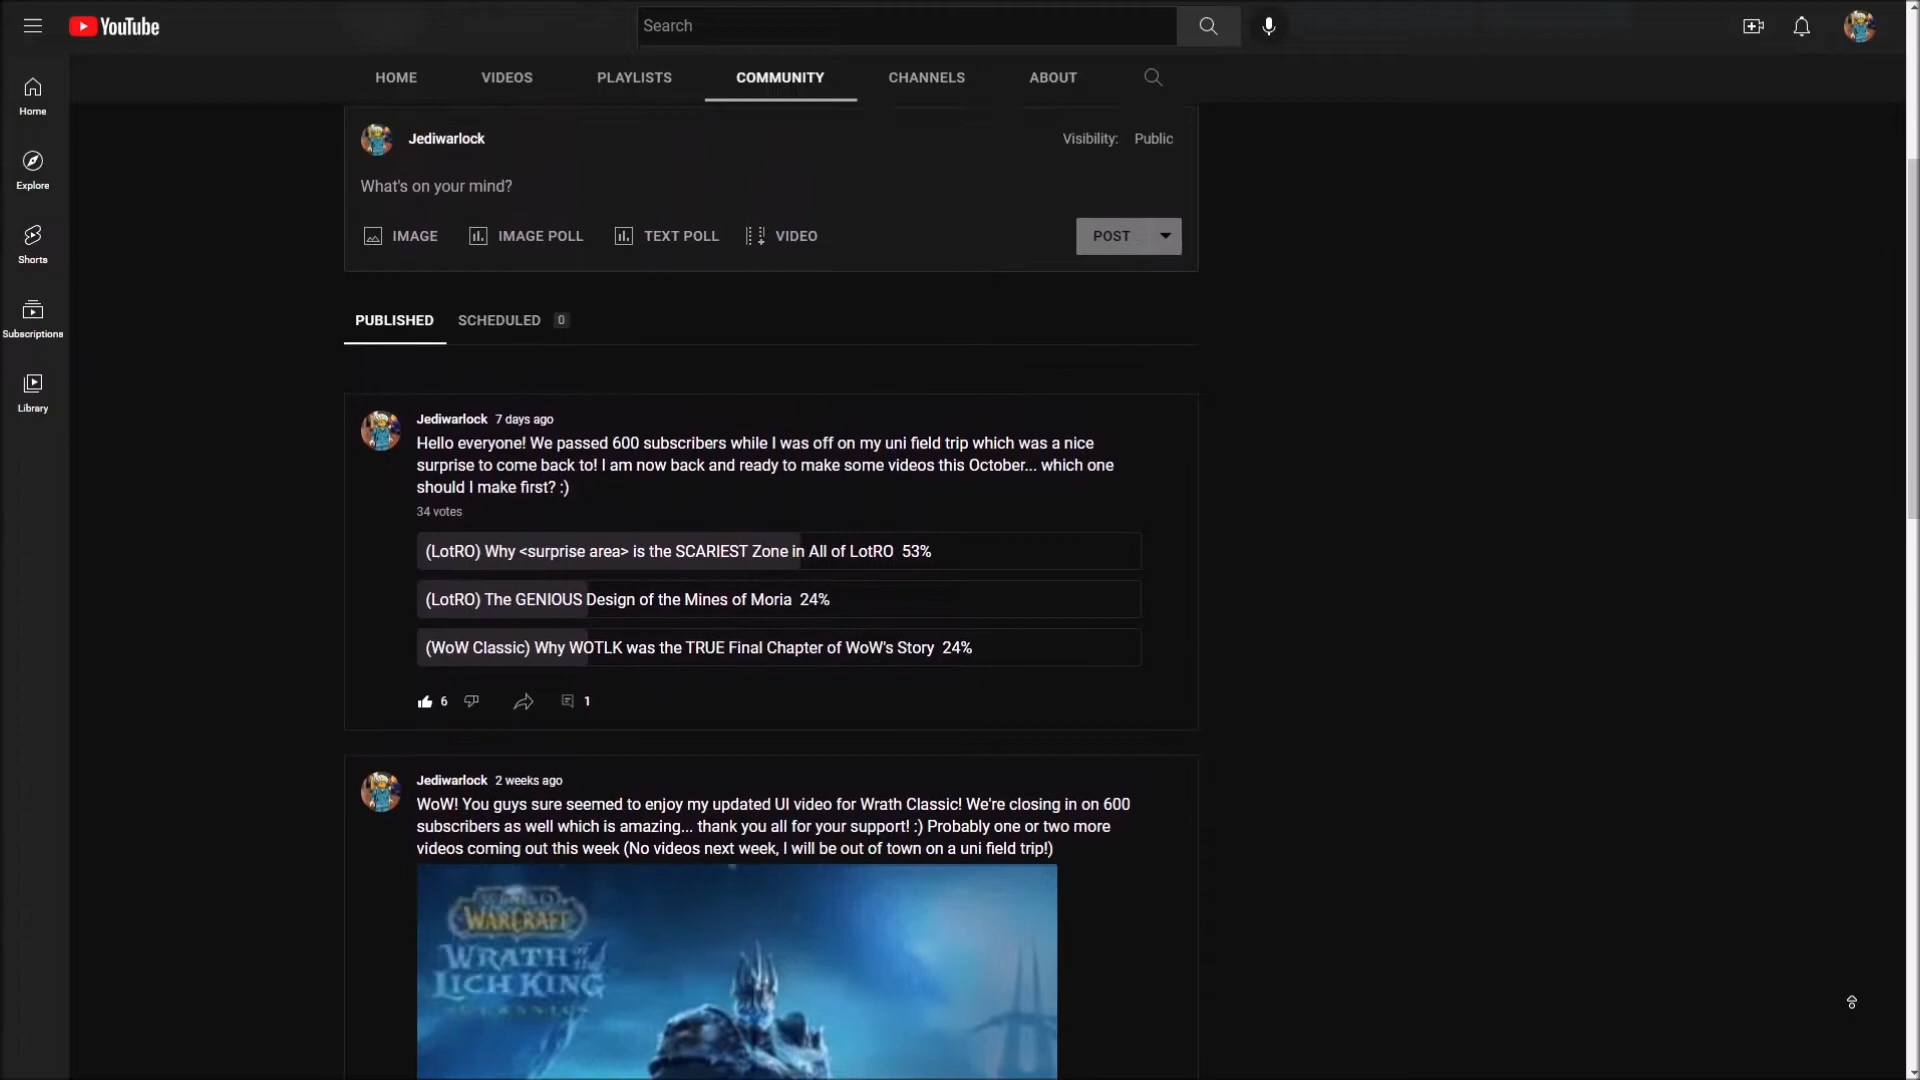 YouTube
Search
HOME VIDEOS PLAYLISTS COMMUNITY CHANNELS ABOUT
Home
Explore
Shorts
Subscriptions
Library
Jediwarlock Visibility: Public
What's on your mind?
IMAGE IMAGE POLL TEXT POLL VIDEO POST
PUBLISHED SCHEDULED 0
Jediwarlock 7 days ago
Hello everyone! We passed 600 subscribers while I was off on my uni field trip which was a nice
surprise to come back to! I am now back and ready to make some videos this October... which one
should I make first? :)
34 votes
(LotRO) Why <surprise area> is the SCARIEST Zone in All of LotRO 53%
(LotRO) The GENIOUS Design of the Mines of Moria 24%
(WoW Classic) Why WOTLK was the TRUE Final Chapter of WoW's Story 24%
6 1
Jediwarlock 2 weeks ago
WoW! You guys sure seemed to enjoy my updated UI video for Wrath Classic! We're closing in on 600
subscribers as well which is amazing... thank you all for your support! :) Probably one or two more
videos coming out this week (No videos next week, I will be out of town on a uni field trip!)
WORLD OF
WARCRAFT
WRATH of the
LICH KING
CLASSIC